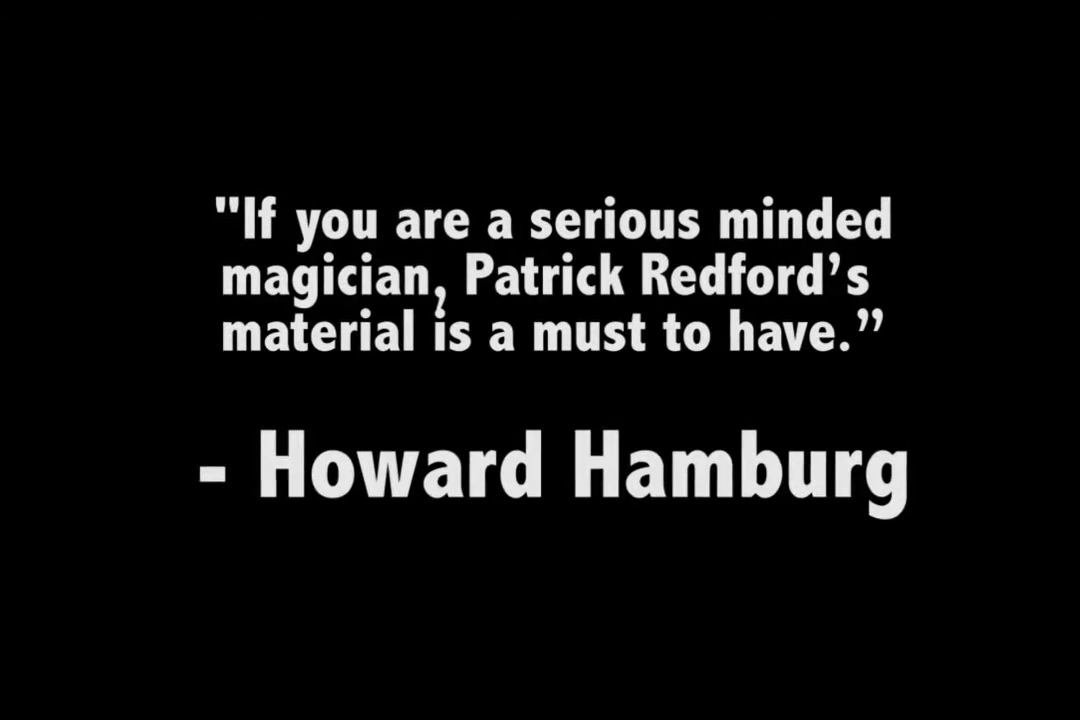 "If you are a serious minded
magician, Patrick Redford’s
material is a must to have.”
- Howard Hamburg